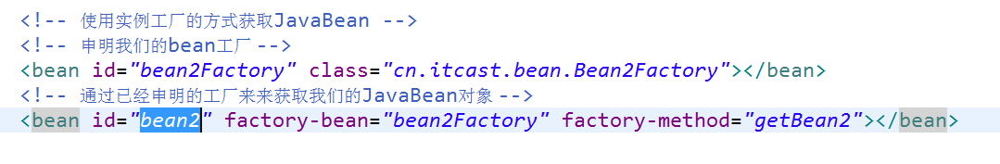 <!-- 使用实例工厂的方式获取JavaBean -->
<!-- 申明我们的bean工厂 -->
<bean id="bean2Factory" class="cn.itcast.bean.Bean2Factory"></bean>
<!-- 通过已经申明的工厂来来获取我们的JavaBean对象 -->
<bean id="bean2" factory-bean="bean2Factory" factory-method="getBean2"></bean>